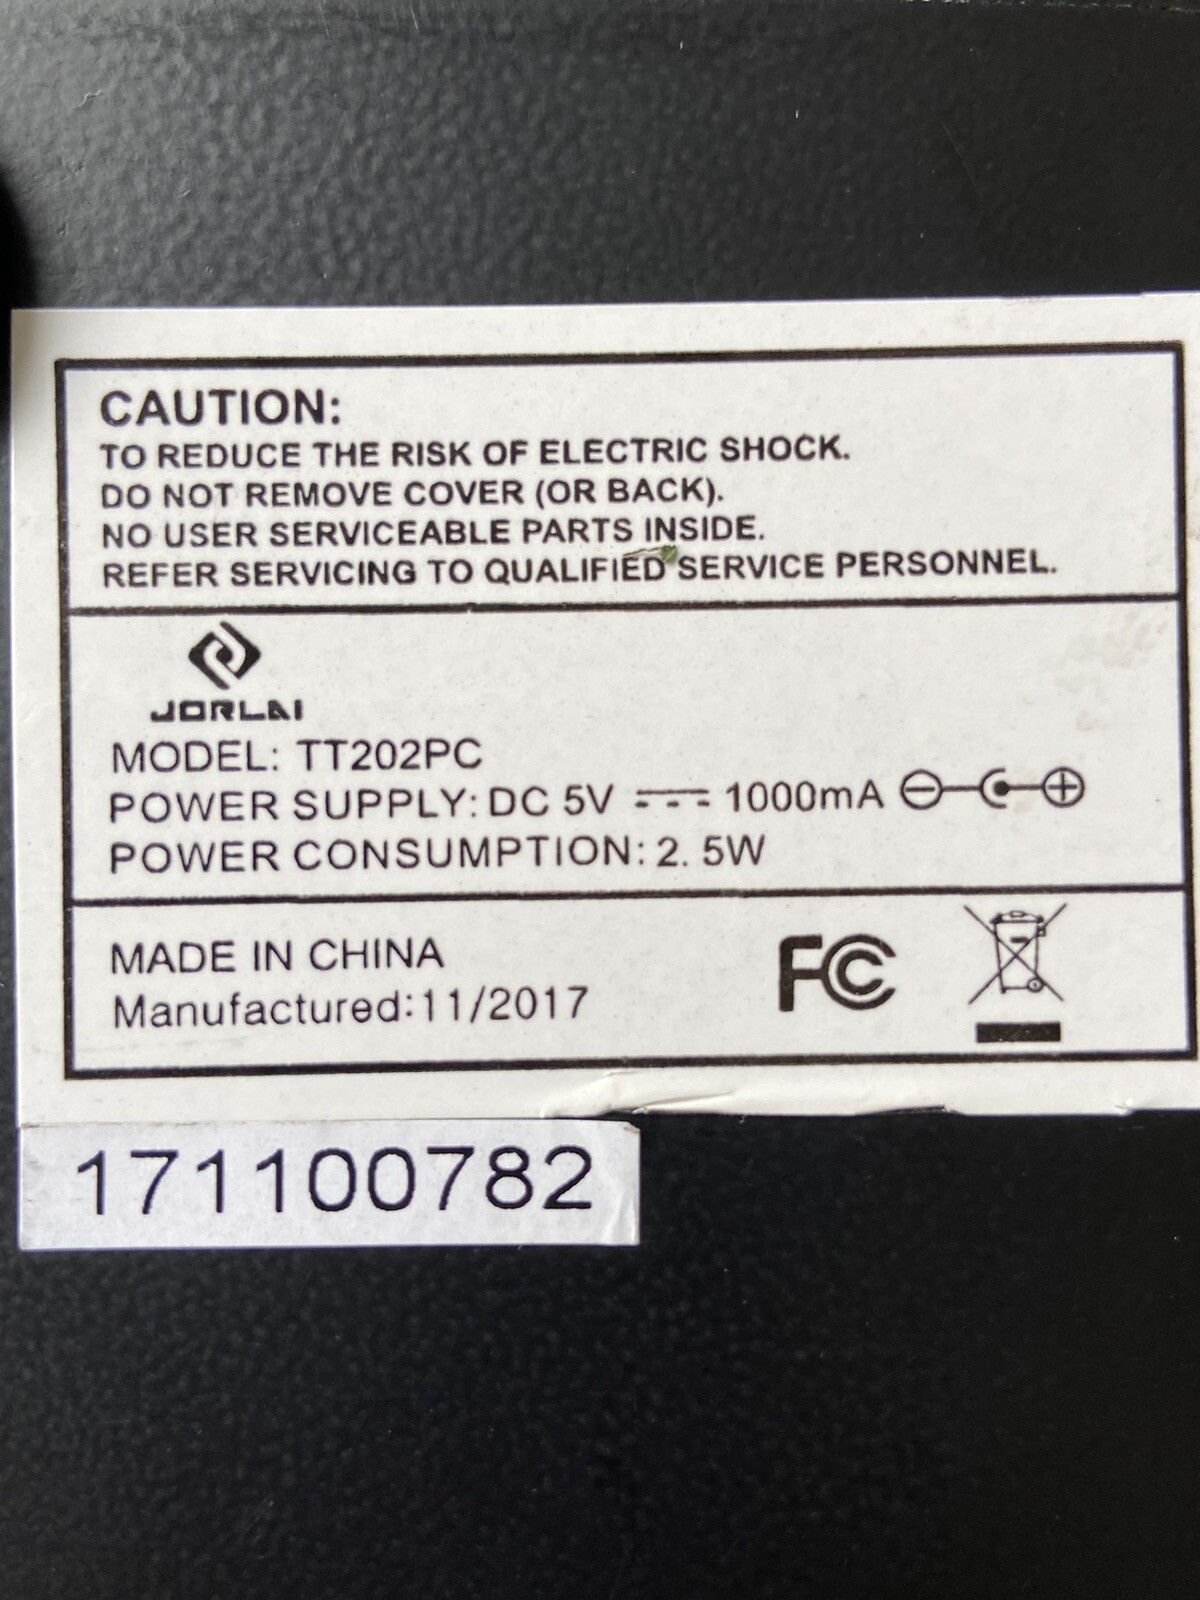 CAUTION:
TO REDUCE THE RISK OF ELECTRIC SHOCK.
DO NOT REMOVE COVER (OR BACK).
NO USER SERVICEABLE PARTS INSIDE.
REFER SERVICING TO QUALIFIED SERVICE PERSONNEL.
JORLAI
MODEL: TT202PC
POWER SUPPLY: DC 5V ⎓ 1000mA
POWER CONSUMPTION: 2. 5W
MADE IN CHINA
Manufactured:11/2017
FC
171100782